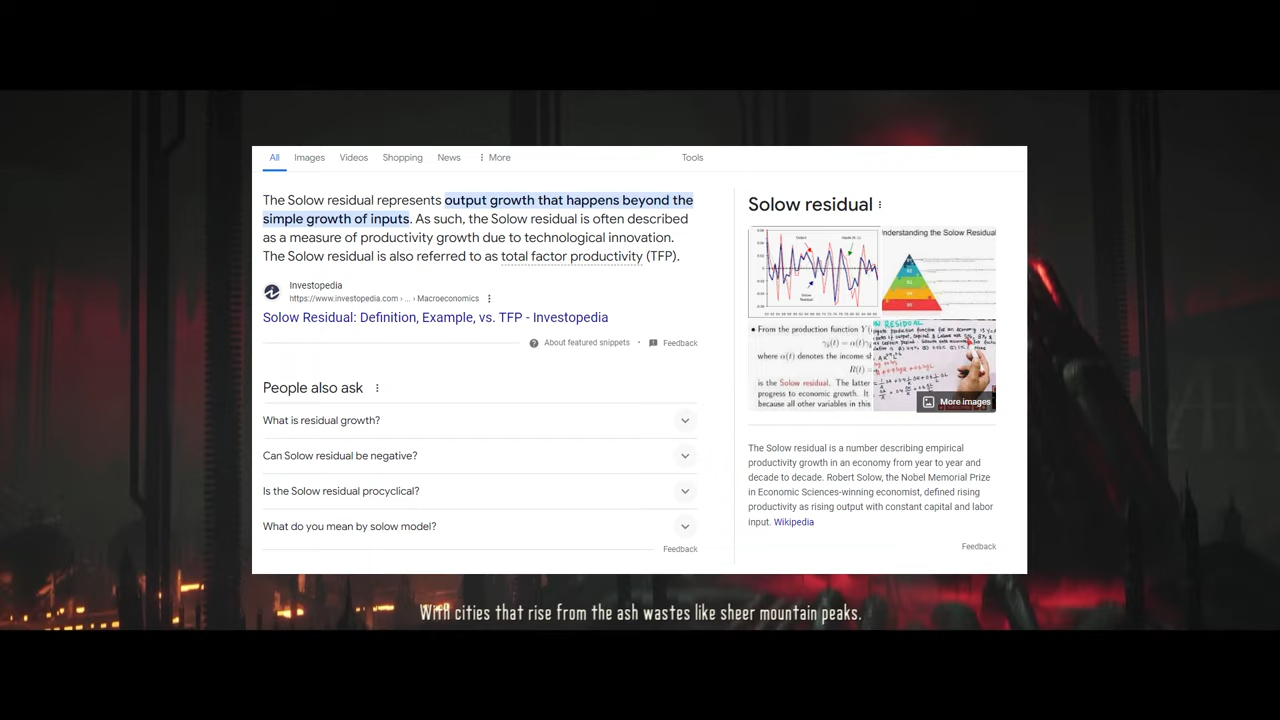 All Images Videos Shopping News More Tools
The Solow residual represents output growth that happens beyond the
simple growth of inputs. As such, the Solow residual is often described
as a measure of productivity growth due to technological innovation.
The Solow residual is also referred to as total factor productivity (TFP).
Investopedia
https://www.investopedia.com › ... › Macroeconomics
Solow Residual: Definition, Example, vs. TFP - Investopedia
About featured snippets • Feedback
People also ask
What is residual growth?
Can Solow residual be negative?
Is the Solow residual procyclical?
What do you mean by solow model?
Feedback
Solow residual
nderstanding the Solow Residual
• From the production function Y
where α(t) denotes the income sh
is the Solow residual. The latter
progress to economic growth. It
because all other variables in this
More images
The Solow residual is a number describing empirical
productivity growth in an economy from year to year and
decade to decade. Robert Solow, the Nobel Memorial Prize
in Economic Sciences-winning economist, defined rising
productivity as rising output with constant capital and labor
input. Wikipedia
Feedback
With cities that rise from the ash wastes like sheer mountain peaks.